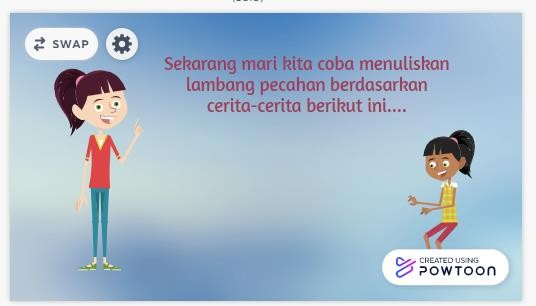 SWAP
Sekarang mari kita coba menuliskan
lambang pecahan berdasarkan
cerita-cerita berikut ini....
CREATED USING
POWTOON